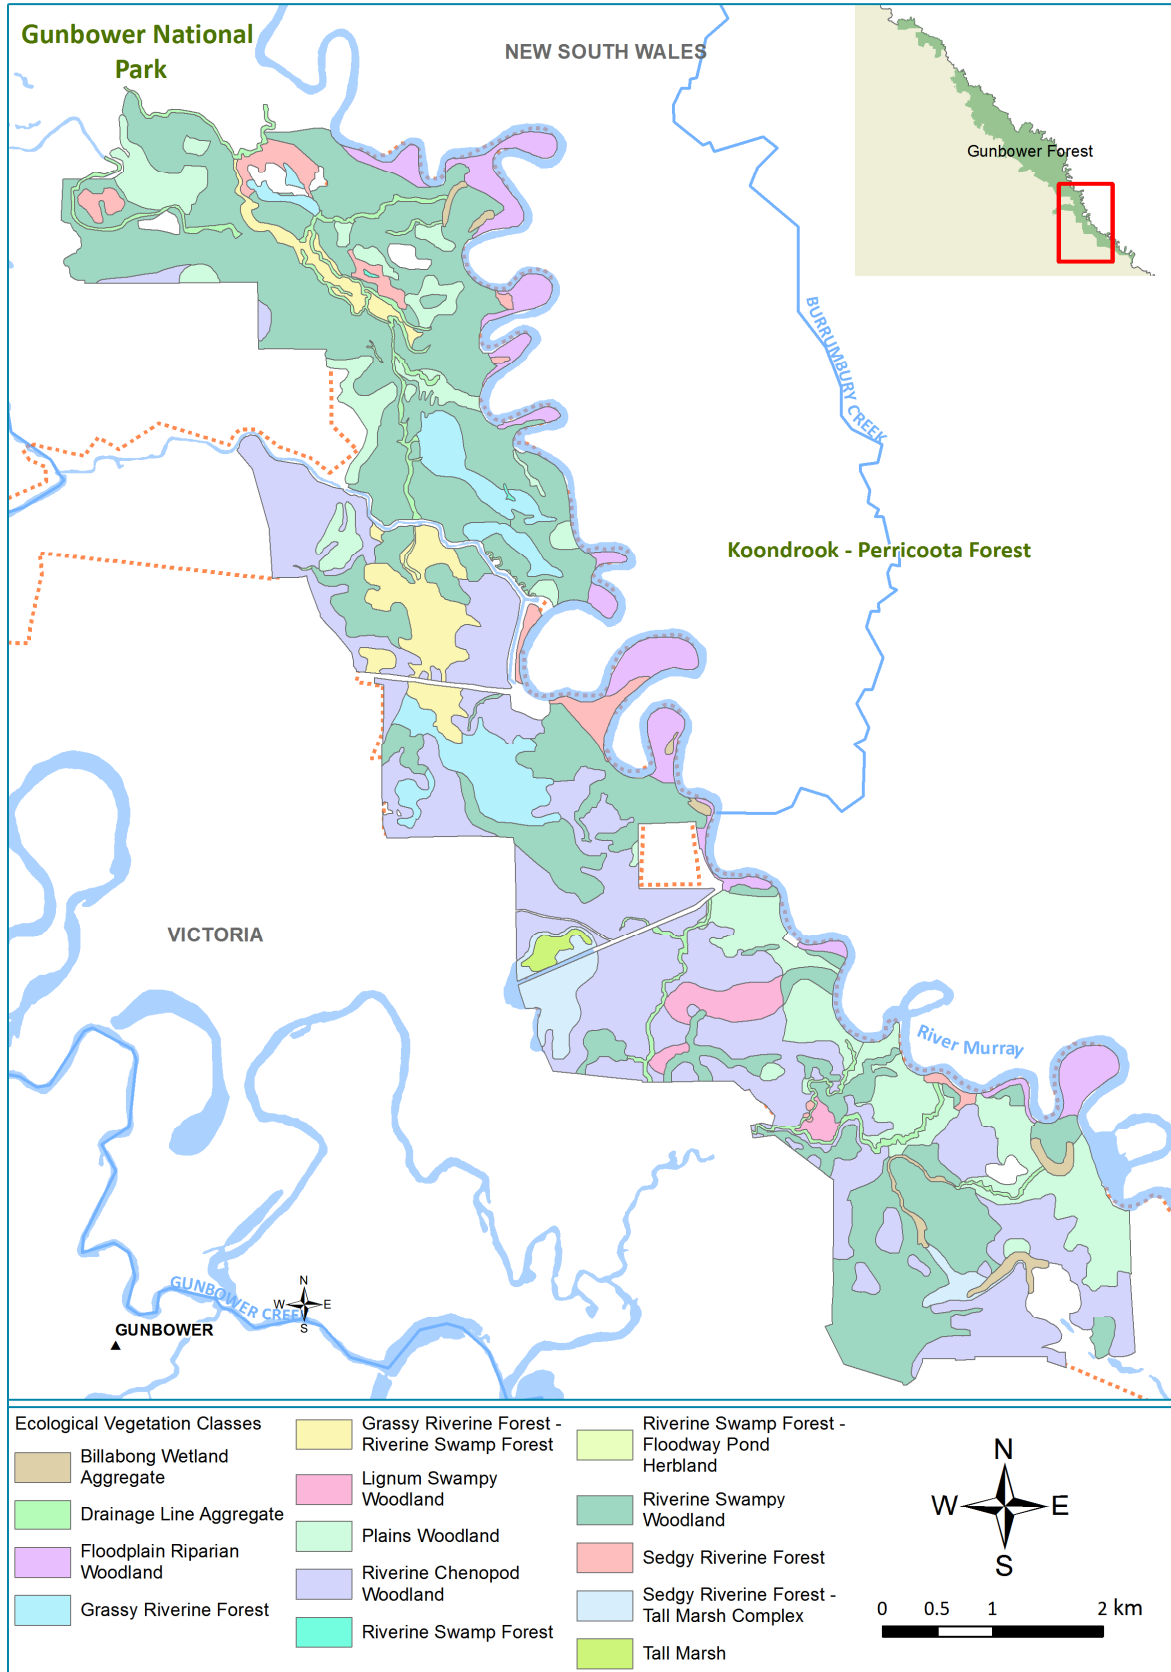 Gunbower National
Park
NEW SOUTH WALES
Gunbower Forest
BURRUMBURY CREEK
Koondrook - Perricoota Forest
VICTORIA
River Murray
N
W E
S
GUNBOWER CREE
GUNBOWER
Ecological Vegetation Classes
Billabong Wetland
Aggregate
Drainage Line Aggregate
Floodplain Riparian
Woodland
Grassy Riverine Forest
Grassy Riverine Forest -
Riverine Swamp Forest
Lignum Swampy
Woodland
Plains Woodland
Riverine Chenopod
Woodland
Riverine Swamp Forest
Riverine Swamp Forest -
Floodway Pond
Herbland
Riverine Swampy
Woodland
Sedgy Riverine Forest
Sedgy Riverine Forest -
Tall Marsh Complex
Tall Marsh
N
W E
S
0 0.5 1 2 km